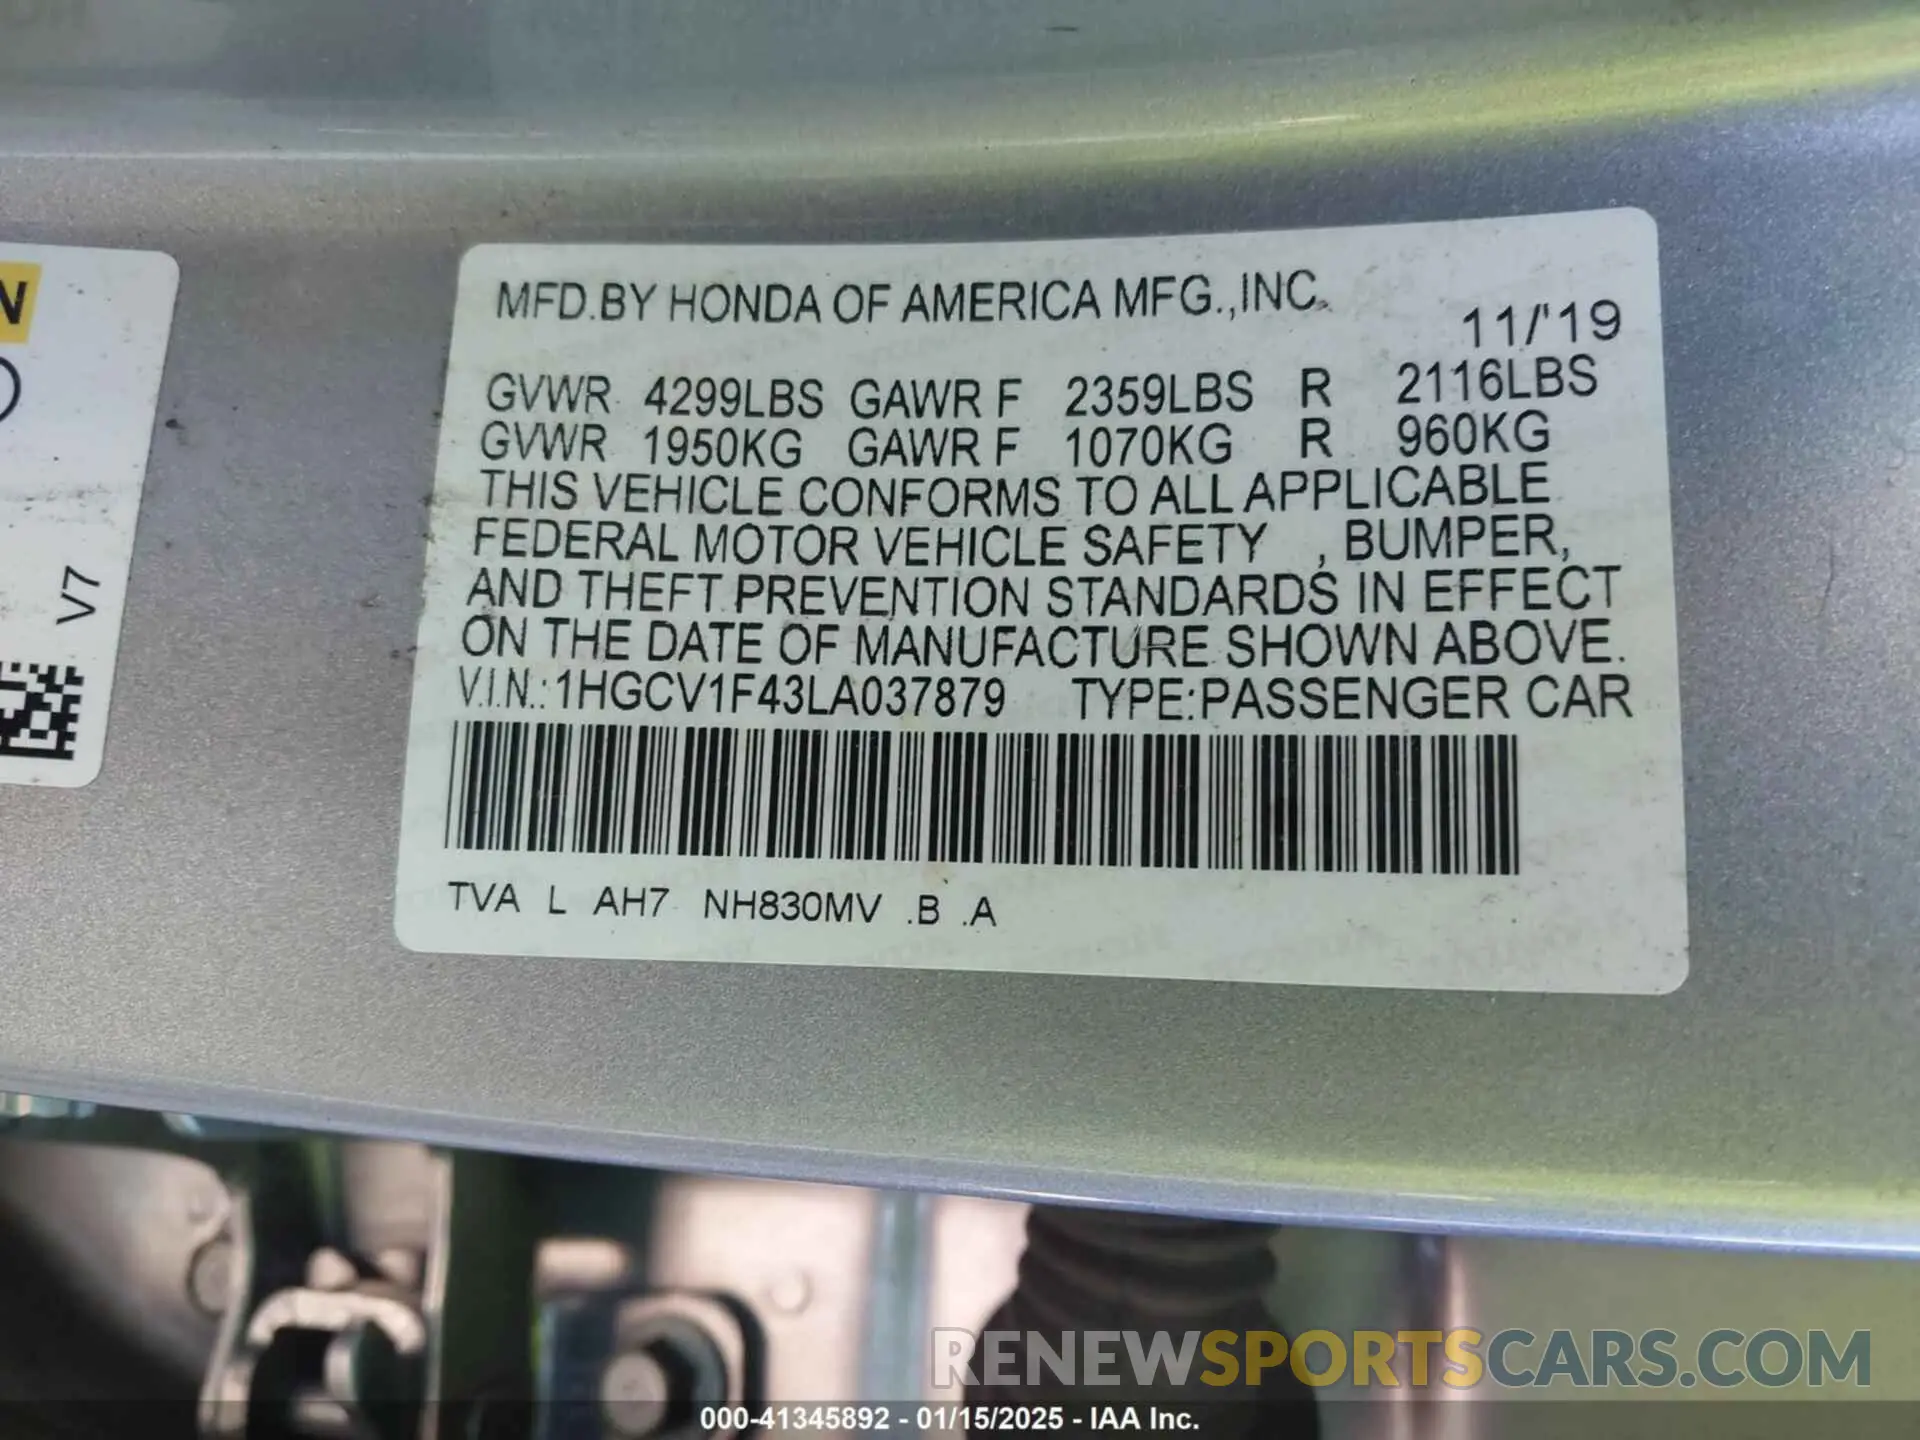 N
V7
MFD.BY HONDA OF AMERICA MFG.,INC.
11/'19
GVWR 4299LBS GAWR F 2359LBS R 2116LBS
GVWR 1950KG GAWR F 1070KG R 960KG
THIS VEHICLE CONFORMS TO ALL APPLICABLE
FEDERAL MOTOR VEHICLE SAFETY , BUMPER,
AND THEFT PREVENTION STANDARDS IN EFFECT
ON THE DATE OF MANUFACTURE SHOWN ABOVE.
V.I.N.:1HGCV1F43LA037879 TYPE:PASSENGER CAR
TVA L AH7 NH830MV .B .A
RENEWSPORTSCARS.COM
000-41345892 - 01/15/2025 - IAA Inc.